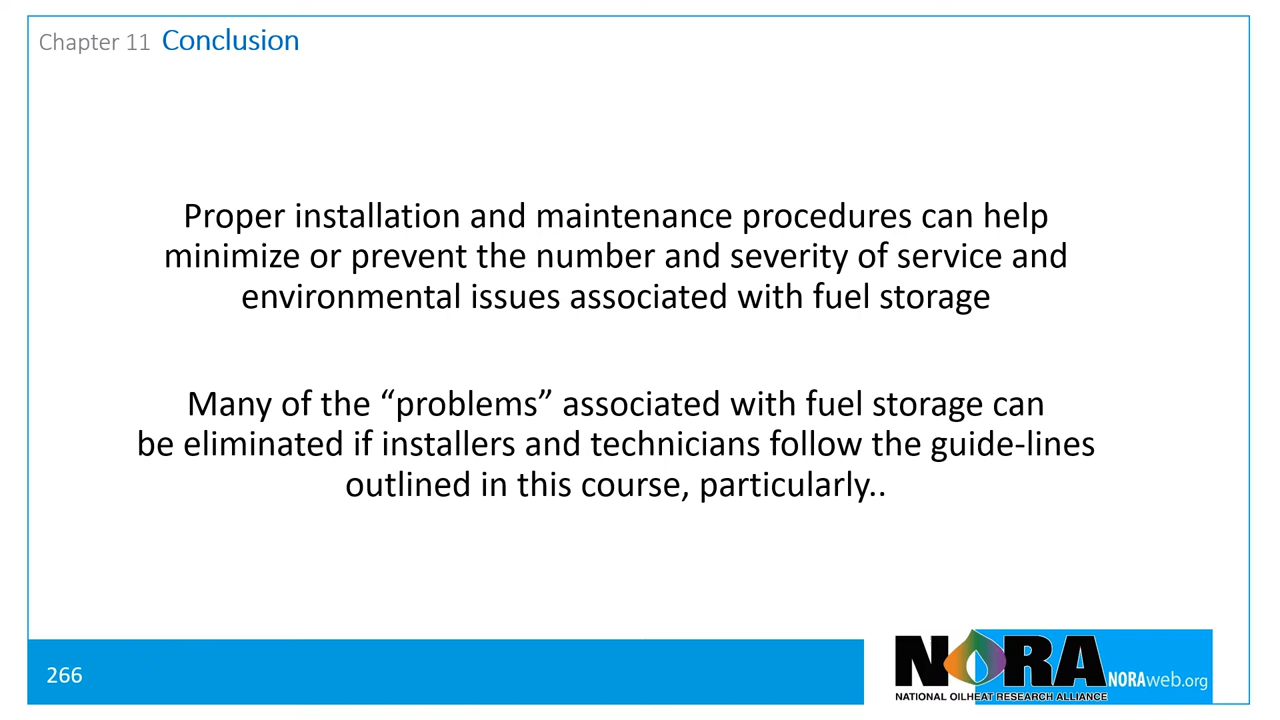 Chapter 11 Conclusion
Proper installation and maintenance procedures can help
minimize or prevent the number and severity of service and
environmental issues associated with fuel storage
Many of the “problems” associated with fuel storage can
be eliminated if installers and technicians follow the guide-lines
outlined in this course, particularly..
266
NORA
NATIONAL OILHEAT RESEARCH ALLIANCE
NORAweb.org